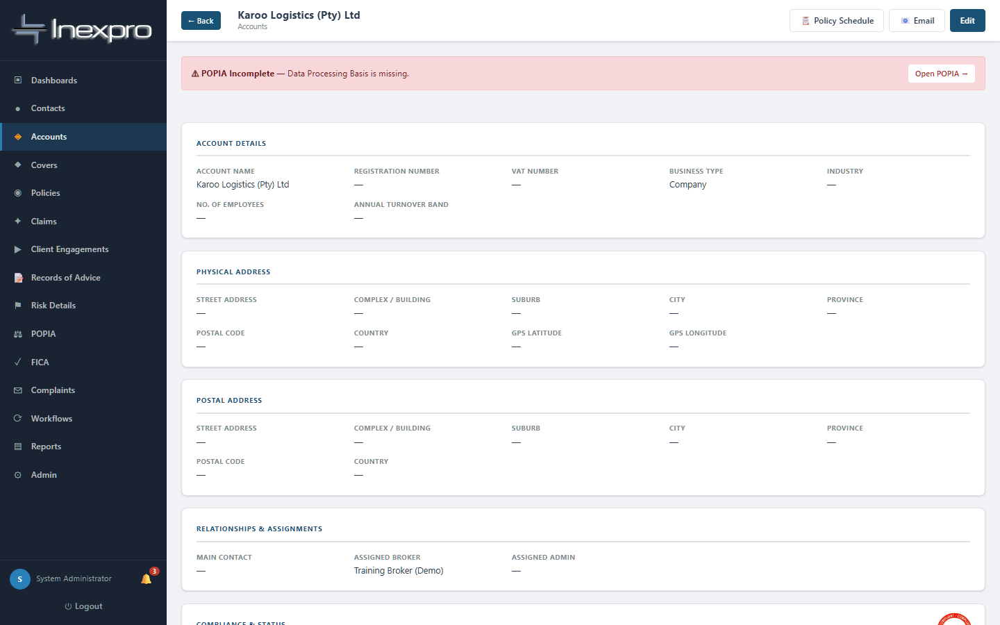 Inexpro
← Back
Karoo Logistics (Pty) Ltd
Accounts
Policy Schedule
Email
Edit
Dashboards
Contacts
Accounts
Covers
Policies
Claims
Client Engagements
Records of Advice
Risk Details
POPIA
FICA
Complaints
Workflows
Reports
Admin
S
System Administrator
3
Logout
⚠ POPIA Incomplete — Data Processing Basis is missing.
Open POPIA →
ACCOUNT DETAILS
ACCOUNT NAME REGISTRATION NUMBER VAT NUMBER BUSINESS TYPE INDUSTRY
Karoo Logistics (Pty) Ltd — — Company —
NO. OF EMPLOYEES ANNUAL TURNOVER BAND
— —
PHYSICAL ADDRESS
STREET ADDRESS COMPLEX / BUILDING SUBURB CITY PROVINCE
— — — — —
POSTAL CODE COUNTRY GPS LATITUDE GPS LONGITUDE
— — — —
POSTAL ADDRESS
STREET ADDRESS COMPLEX / BUILDING SUBURB CITY PROVINCE
— — — — —
POSTAL CODE COUNTRY
— —
RELATIONSHIPS & ASSIGNMENTS
MAIN CONTACT ASSIGNED BROKER ASSIGNED ADMIN
— Training Broker (Demo) —
COMPLIANCE & STATUS